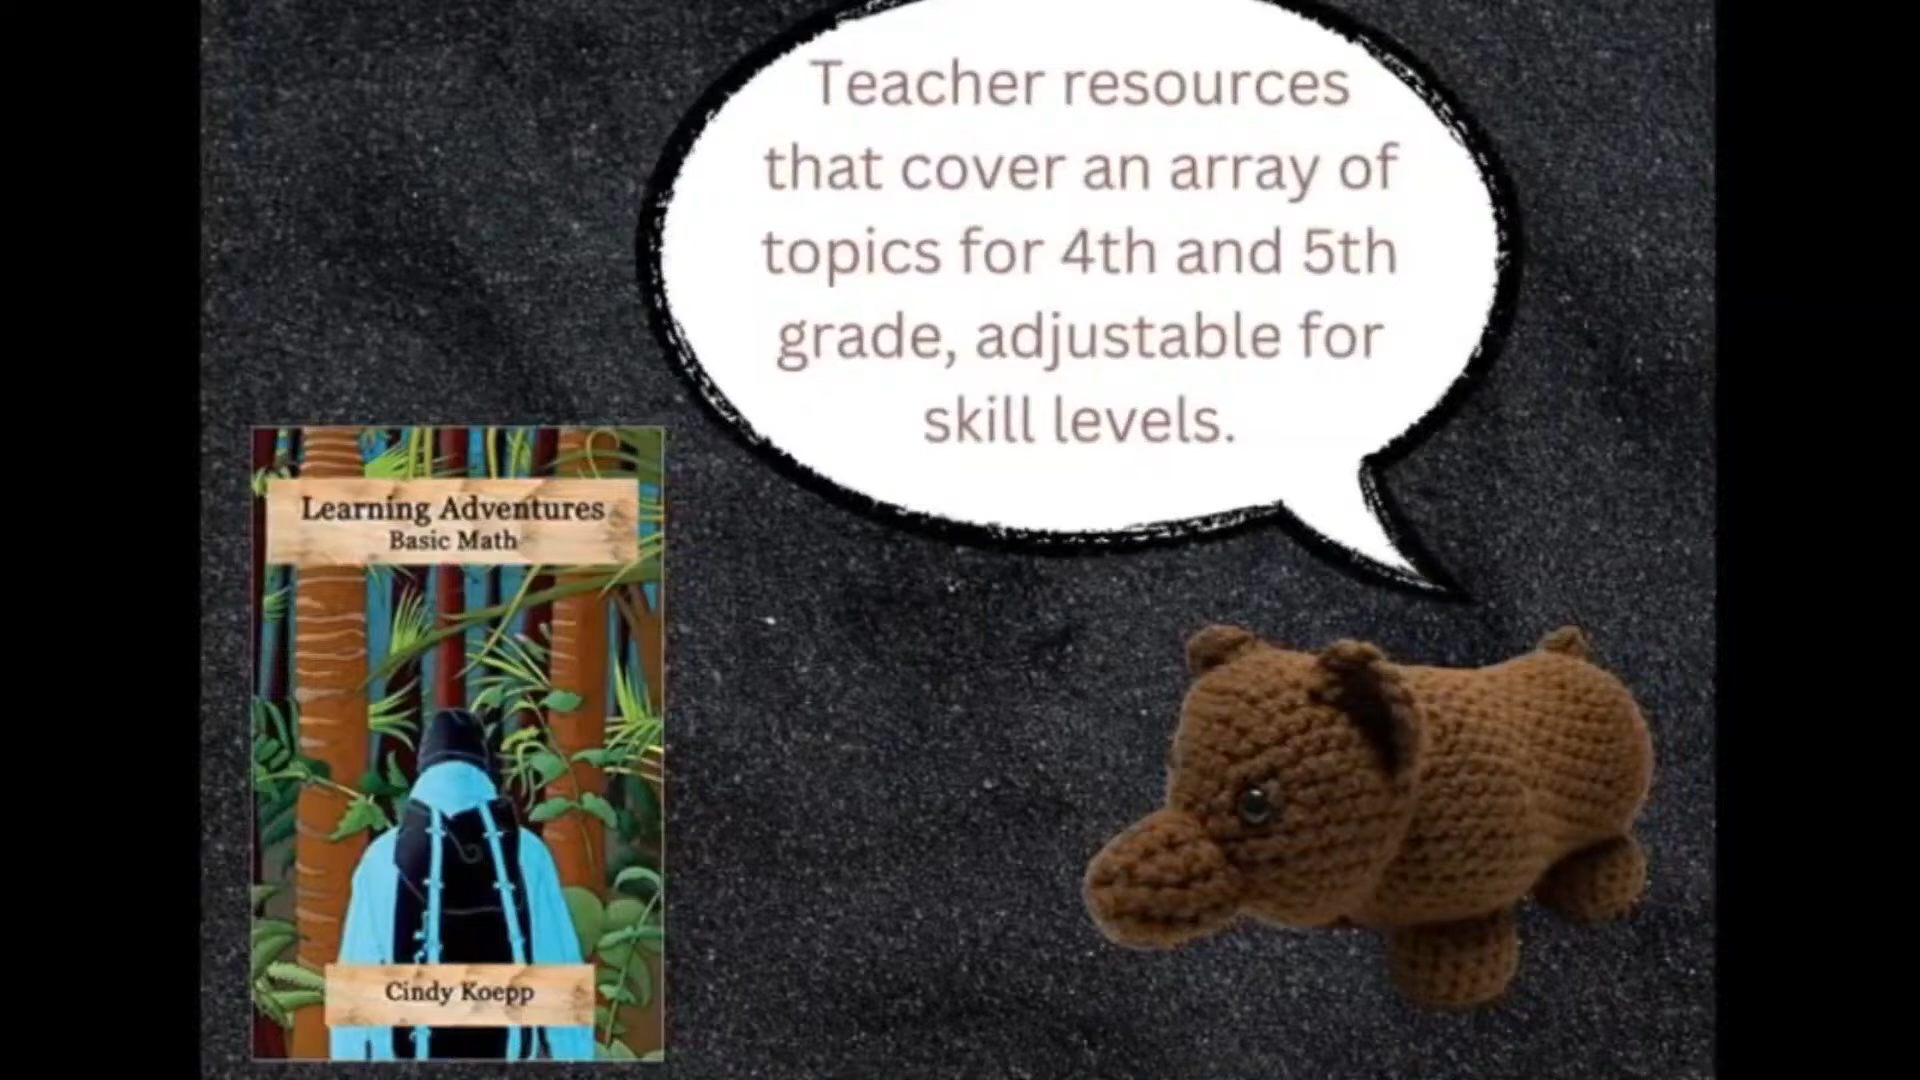 Teacher resources
that cover an array of
topics for 4th and 5th
grade, adjustable for
skill levels.
Learning Adventures
Basic Math
Cindy Koepp